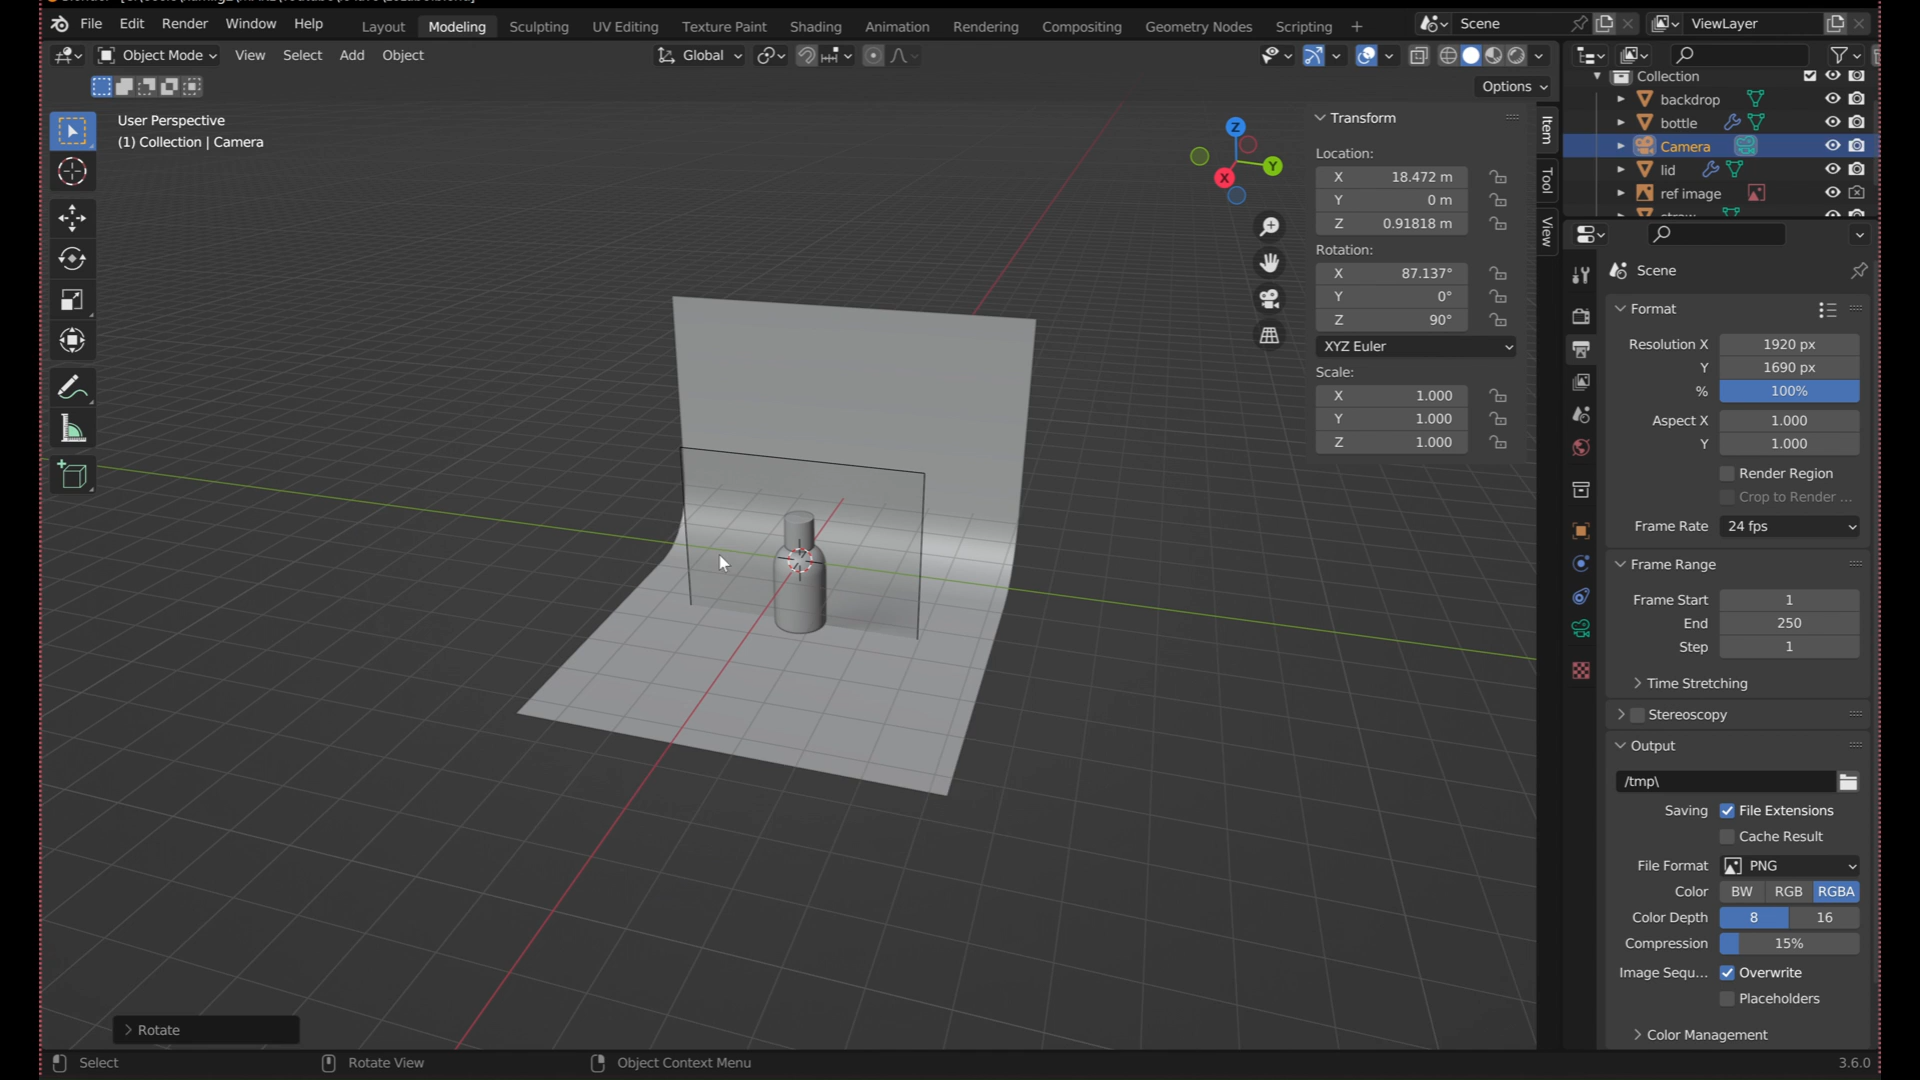 File Edit Render Window Help Layout Modeling Sculpting UV Editing Texture Paint Shading Animation Rendering Compositing Geometry Nodes Scripting + Scene ViewLayer
Object Mode View Select Add Object Global
Options
User Perspective
(1) Collection | Camera
Z
Y
X
Transform
Location:
X 18.472 m
Y 0 m
Z 0.91818 m
Rotation:
X 87.137°
Y 0°
Z 90°
XYZ Euler
Scale:
X 1.000
Y 1.000
Z 1.000
Item
Tool
View
Collection
backdrop
bottle
Camera
lid
ref image
Scene
Format
Resolution X 1920 px
Y 1690 px
% 100%
Aspect X 1.000
Y 1.000
Render Region
Crop to Render ...
Frame Rate 24 fps
Frame Range
Frame Start 1
End 250
Step 1
Time Stretching
Stereoscopy
Output
/tmp\
Saving File Extensions
Cache Result
File Format PNG
Color BW RGB RGBA
Color Depth 8 16
Compression 15%
Image Sequ... Overwrite
Placeholders
Color Management
Rotate
Select Rotate View Object Context Menu 3.6.0